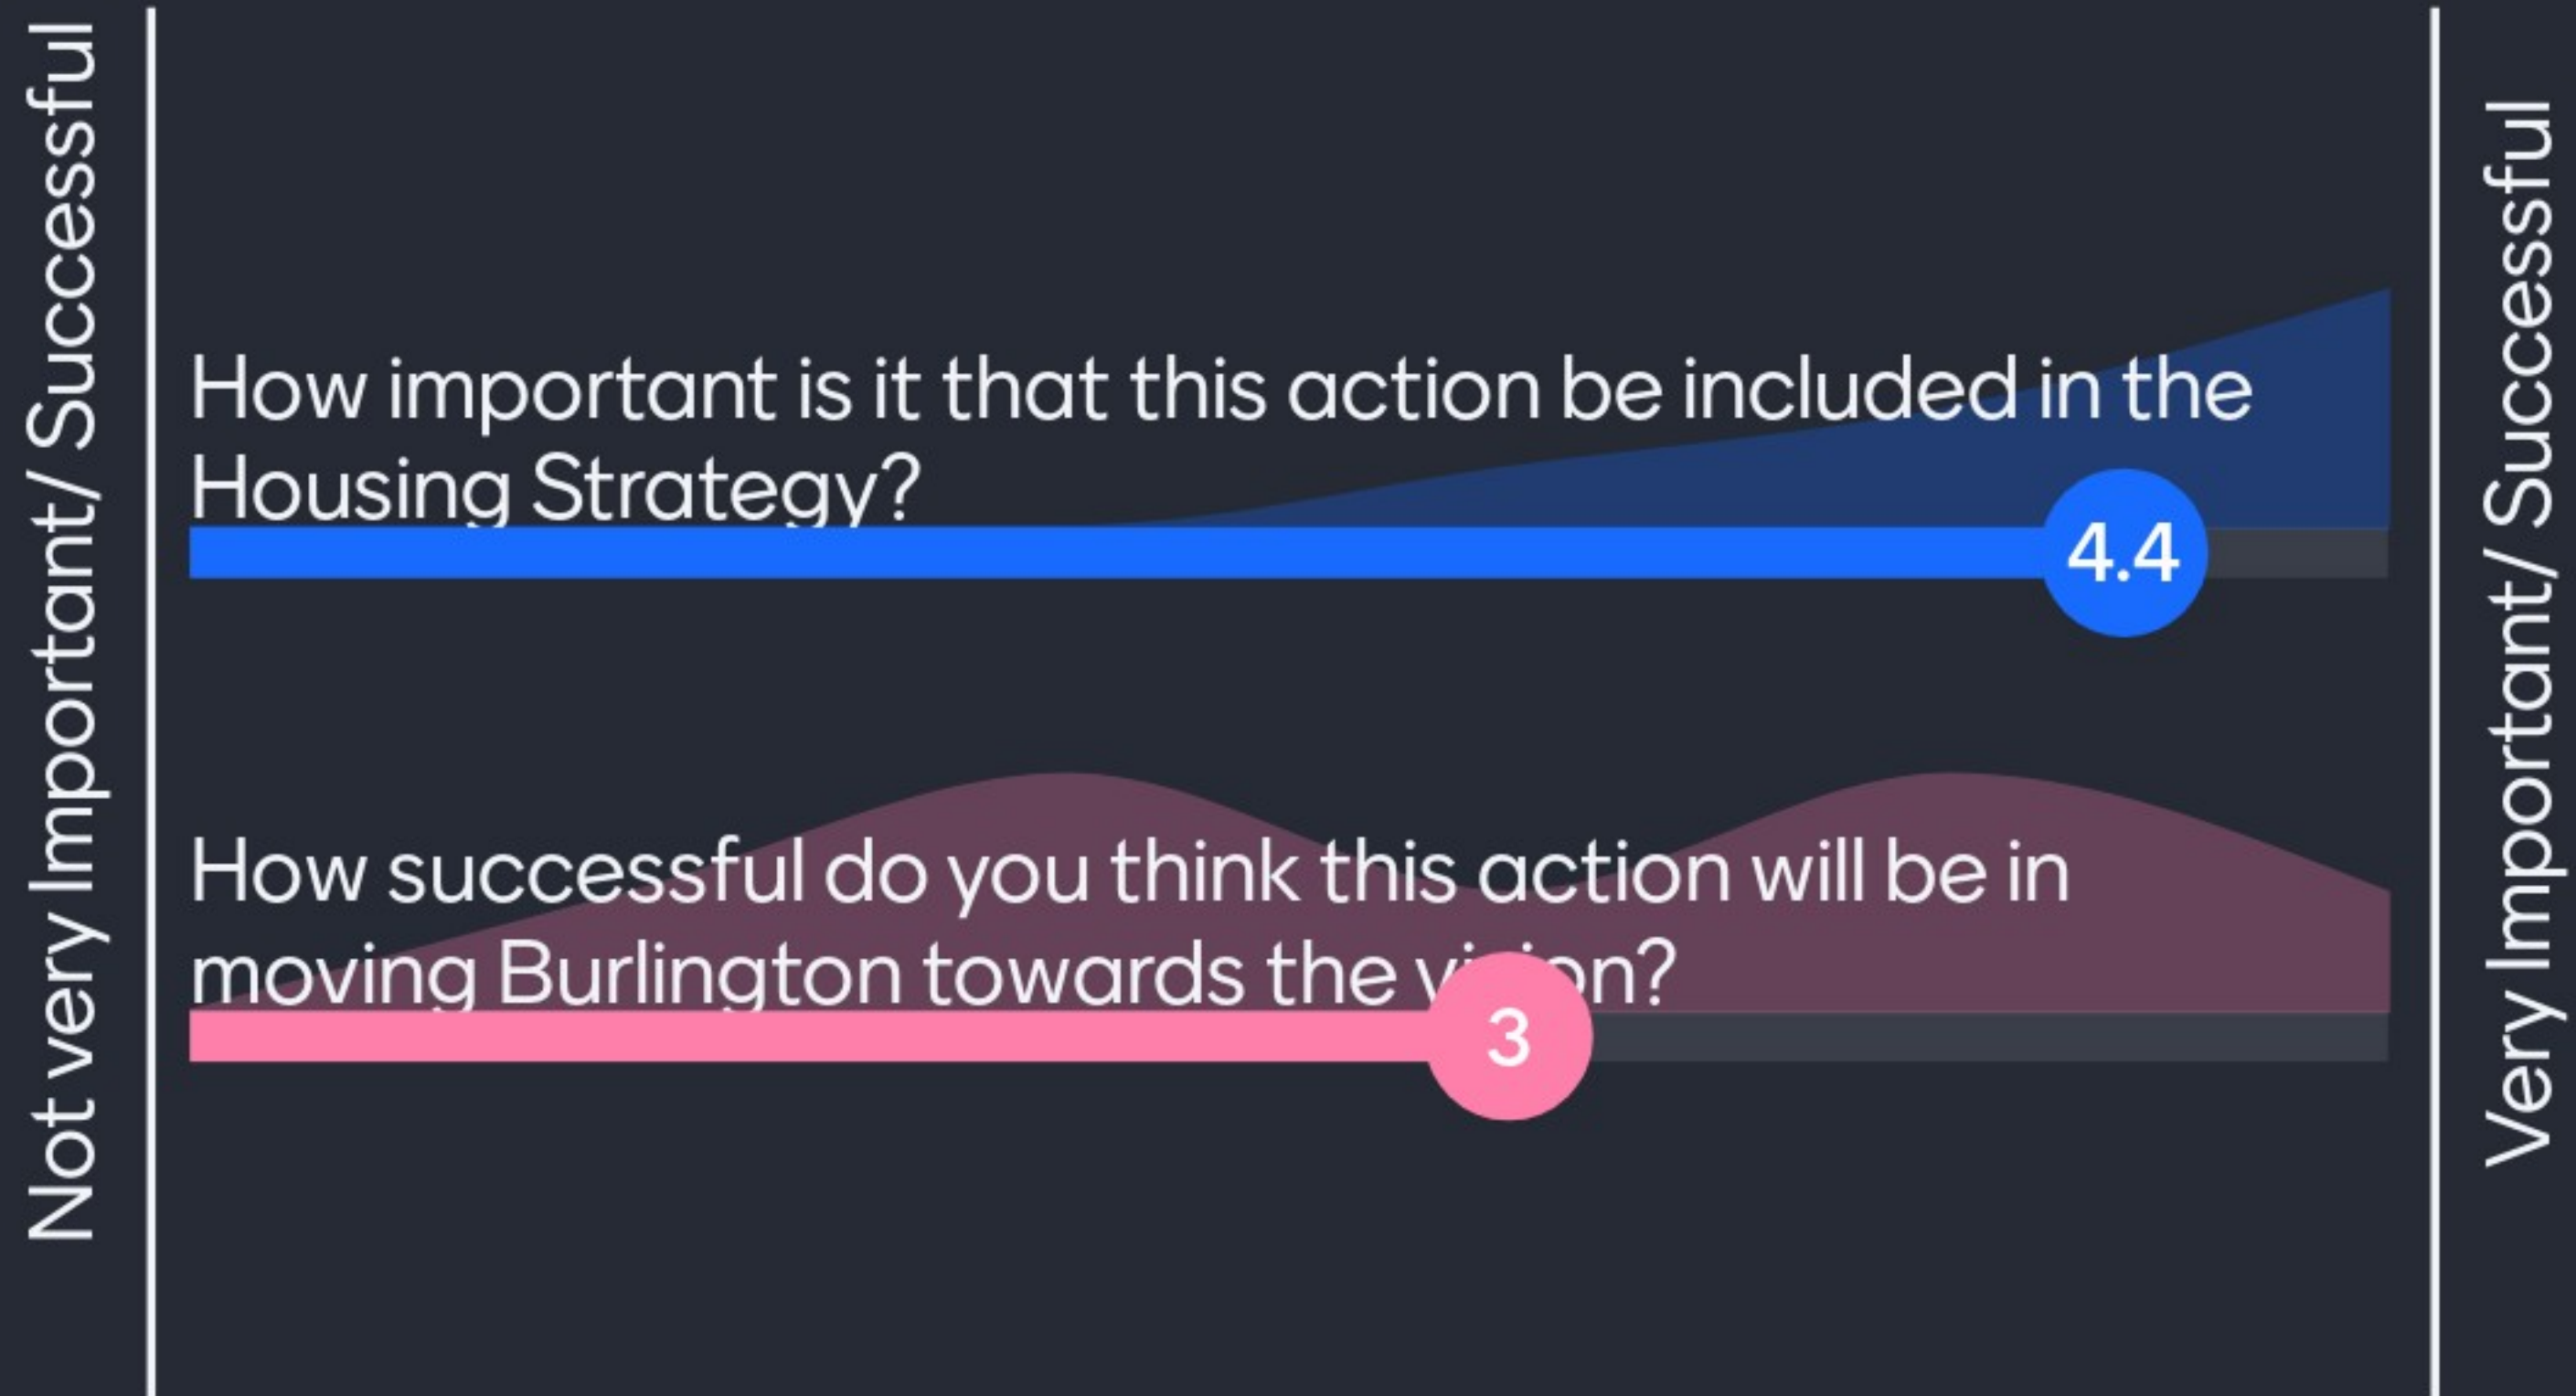 Not very Important/ Successful
How important is it that this action be included in the
Housing Strategy?
4.4
How successful do you think this action will be in
moving Burlington towards the vision?
3
Very Important/ Successful